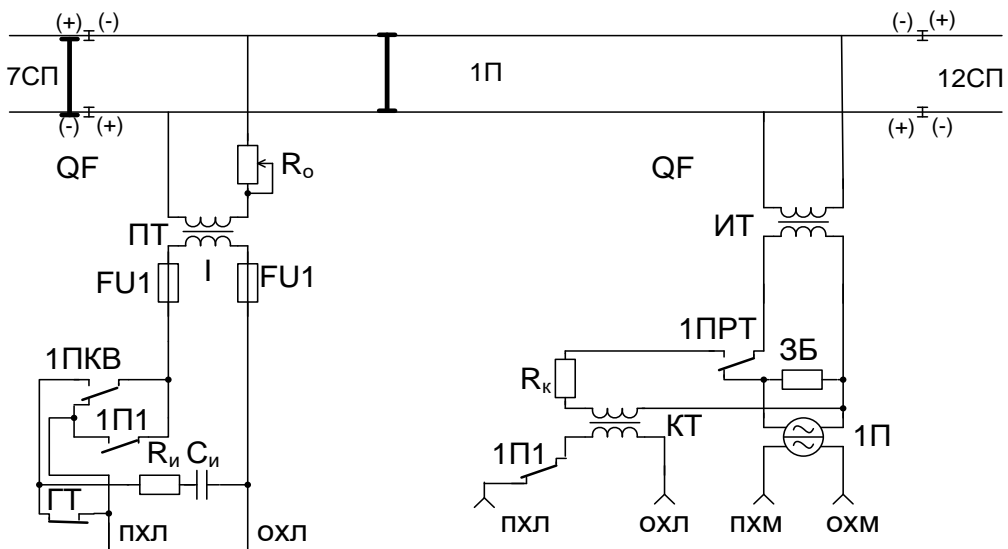 (+) (-)
(-) (+)
7СП
1П
12СП
(-) (+)
(+) (-)
QF
Rо
QF
ПТ
ИТ
FU1
I
FU1
1ПКВ
1ПРТ
ЗБ
Rк
1П1
КТ
1П
Rи Cи
1П1
ГТ
ПХЛ
ОХЛ
ПХЛ
ОХЛ
ПХМ
ОХМ